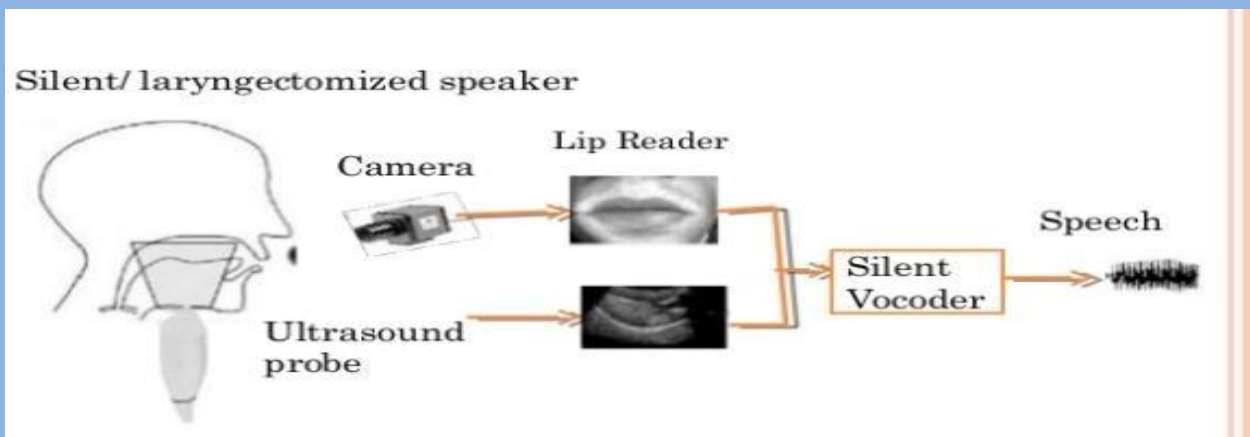 Silent/ laryngectomized speaker
Lip Reader
Camera
Speech
Silent
Vocoder
Ultrasound
probe